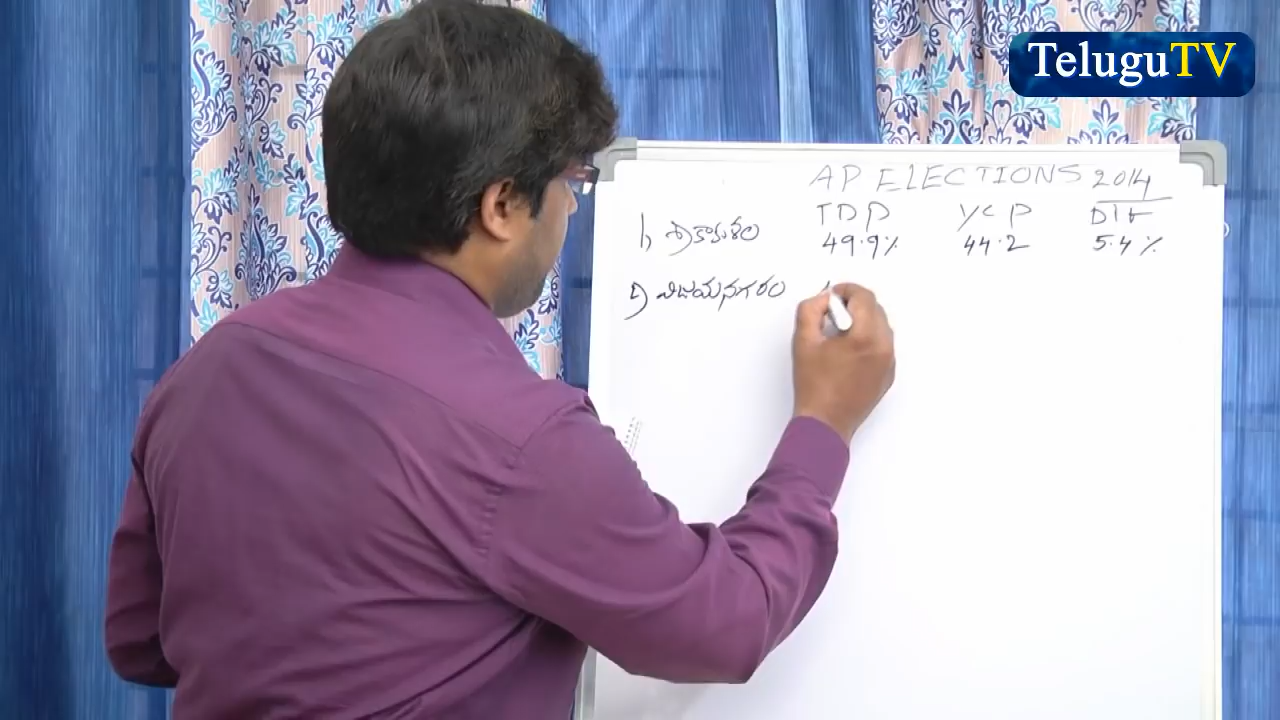 TeluguTV
AP ELECTIONS 2014
TDP YCP Dif
1) శ్రీకాకుళం 49.9% 44.2 5.4%
2) విజయనగరం